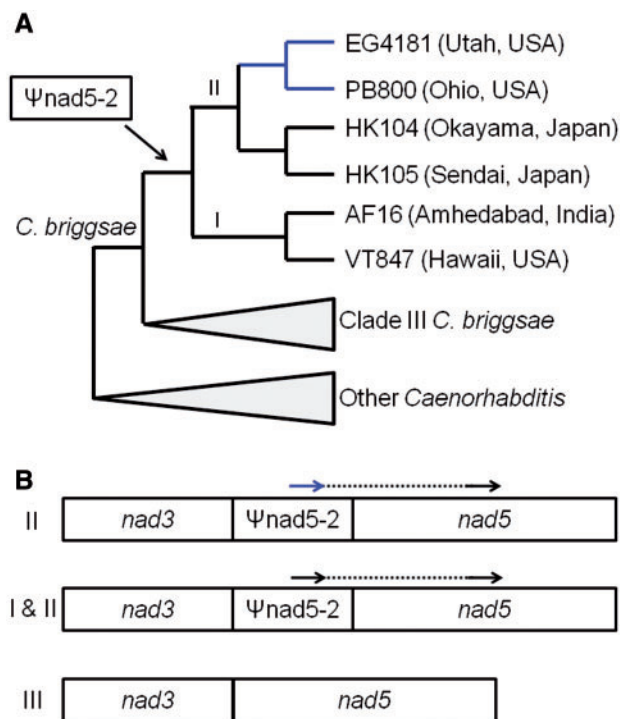 A
EG4181 (Utah, USA)
II
PB800 (Ohio, USA)
Ψnad5-2
HK104 (Okayama, Japan)
HK105 (Sendai, Japan)
I
AF16 (Amhedabad, India)
C. briggsae
VT847 (Hawaii, USA)
Clade III C. briggsae
Other Caenorhabditis
B
II nad3 Ψnad5-2 nad5
I & II nad3 Ψnad5-2 nad5
III nad3 nad5